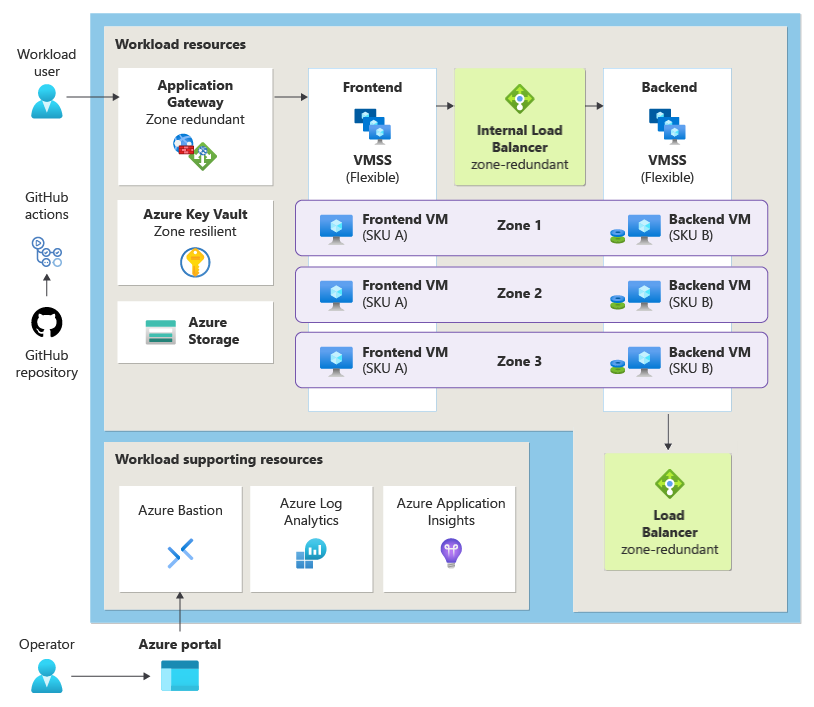 Workload resources
Workload
user
Application
Gateway
Zone redundant
Frontend
VMSS
(Flexible)
Internal Load
Balancer
zone-redundant
Backend
VMSS
(Flexible)
GitHub
actions
GitHub
repository
Azure Key Vault
Zone resilient
Azure
Storage
Frontend VM
(SKU A)
Zone 1
Backend VM
(SKU B)
Frontend VM
(SKU A)
Zone 2
Backend VM
(SKU B)
Frontend VM
(SKU A)
Zone 3
Backend VM
(SKU B)
Load
Balancer
zone-redundant
Workload supporting resources
Azure Bastion
Azure Log
Analytics
Azure Application
Insights
Operator
Azure portal